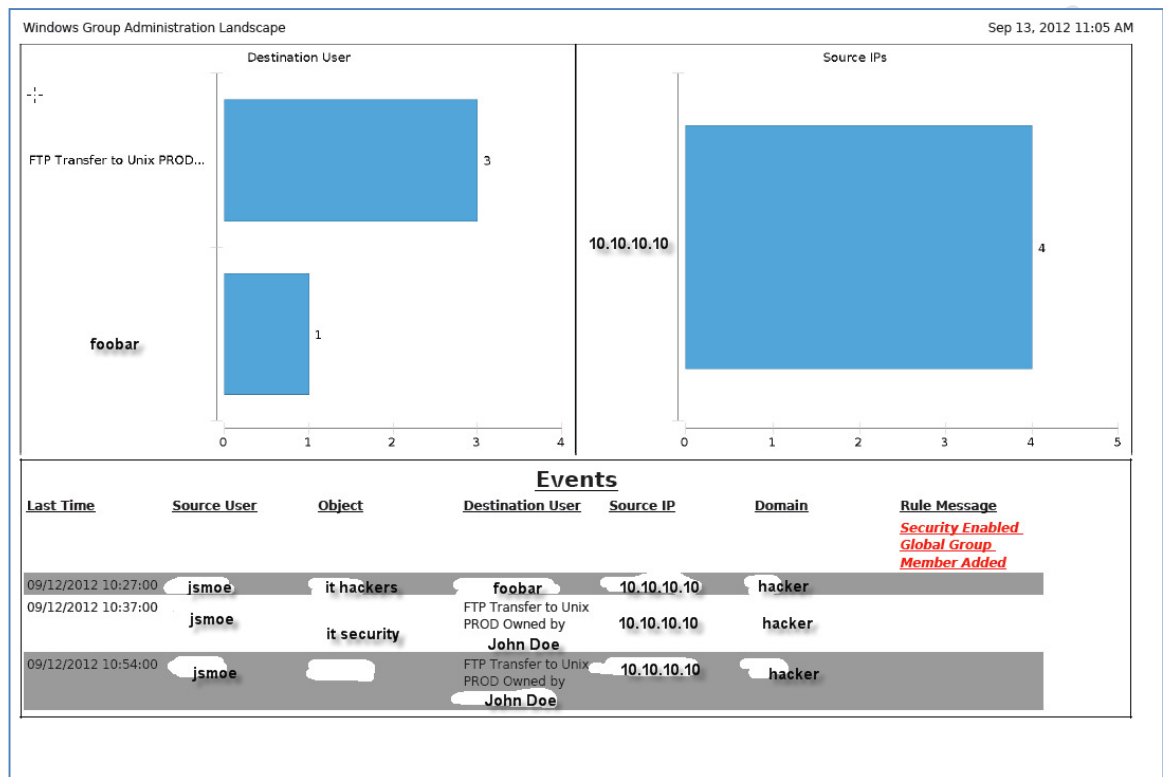 Windows Group Administration Landscape Sep 13, 2012 11:05 AM
Destination User
FTP Transfer to Unix PROD...
3
foobar
1
0 1 2 3 4
Source IPs
10.10.10.10
4
0 1 2 3 4 5
Events
Last Time Source User Object Destination User Source IP Domain Rule Message
Security Enabled
Global Group
Member Added
09/12/2012 10:27:00 jsmoe it hackers foobar 10.10.10.10 hacker
09/12/2012 10:37:00 jsmoe it security FTP Transfer to Unix 10.10.10.10 hacker
PROD Owned by
John Doe
09/12/2012 10:54:00 jsmoe FTP Transfer to Unix 10.10.10.10 hacker
PROD Owned by
John Doe